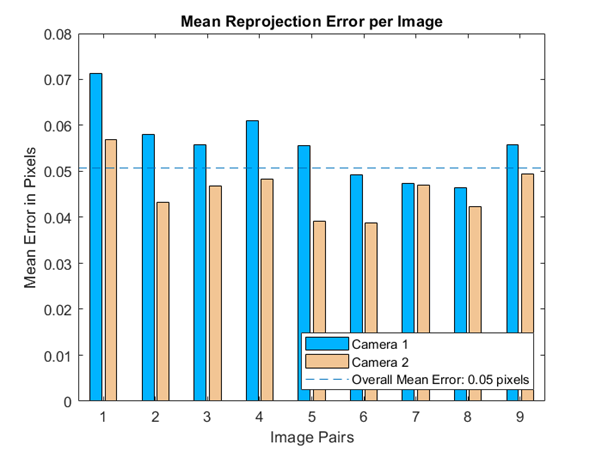 Mean Reprojection Error per Image
0.08
0.07
0.06
0.05
0.04
0.03
0.02
0.01
0
Mean Error in Pixels
Camera 1
Camera 2
Overall Mean Error: 0.05 pixels
1 2 3 4 5 6 7 8 9
Image Pairs